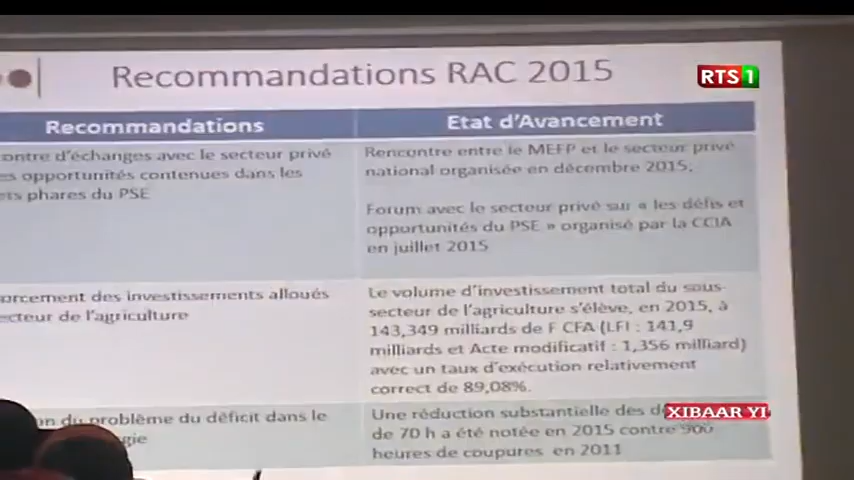 Recommandations RAC 2015
RTS 1
Recommandations
Etat d'Avancement
ontre d'échanges avec le secteur privé
es opportunités contenues dans les
ets phares du PSE
Rencontre entre le MEFP et le secteur privé
national organisée en décembre 2015;
Forum avec le secteur privé sur « les défis et
opportunités du PSE » organisé par la CCIA
en juillet 2015
orcement des investissements alloués
ecteur de l'agriculture
Le volume d'investissement total du sous-
secteur de l'agriculture s'élève, en 2015, à
143,349 milliards de F CFA (LFI : 141,9
milliards et Acte modificatif : 1,356 milliard)
avec un taux d'exécution relativement
correct de 89,08%.
on du problème du déficit dans le
gie
Une réduction substantielle des
XIBAAR YI
de 70 h a été notée en 2015 contre 900
heures de coupures en 2011